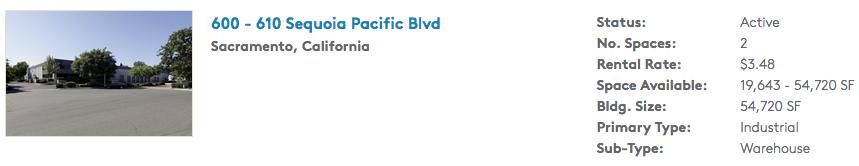 600 - 610 Sequoia Pacific Blvd
Sacramento, California
Status: Active
No. Spaces: 2
Rental Rate: $3.48
Space Available: 19,643 - 54,720 SF
Bldg. Size: 54,720 SF
Primary Type: Industrial
Sub-Type: Warehouse